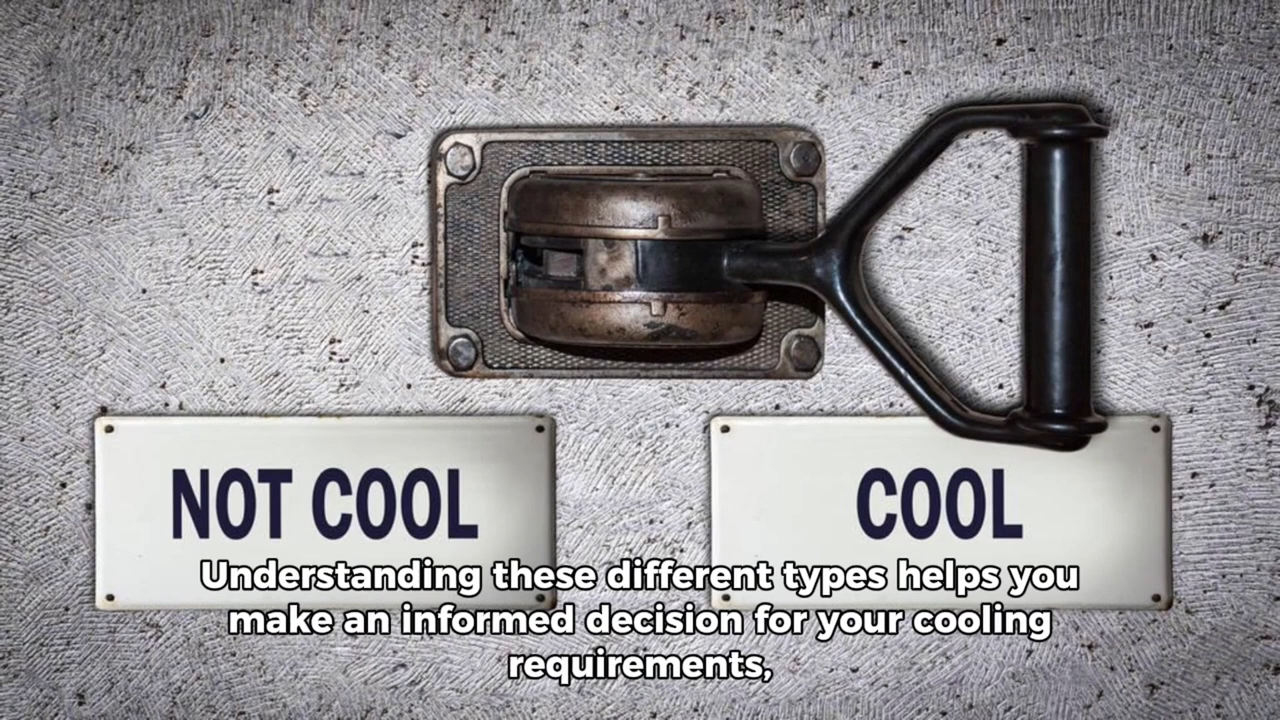 NOT COOL
COOL
Understanding these different types helps you
make an informed decision for your cooling
requirements,